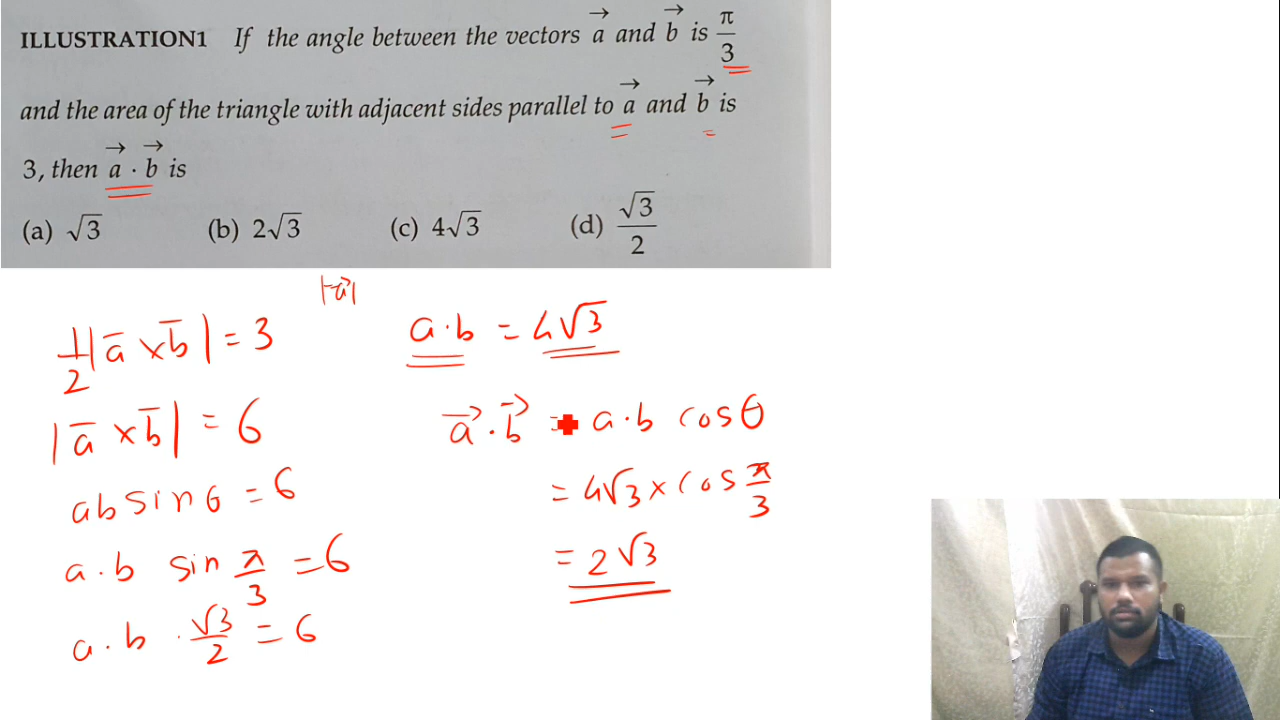 ILLUSTRATION1 If the angle between the vectors →a and →b is π/3
and the area of the triangle with adjacent sides parallel to →a and →b is
3, then →a · →b is
(a) √3 (b) 2√3 (c) 4√3 (d) √3/2
|→a|
1/2 |a̅ × b̅| = 3
|a̅ × b̅| = 6
ab sin θ = 6
a·b sin π/3 = 6
a·b · √3/2 = 6
a·b = 4√3
→a · →b = a·b cosθ
= 4√3 × cos π/3
= 2√3